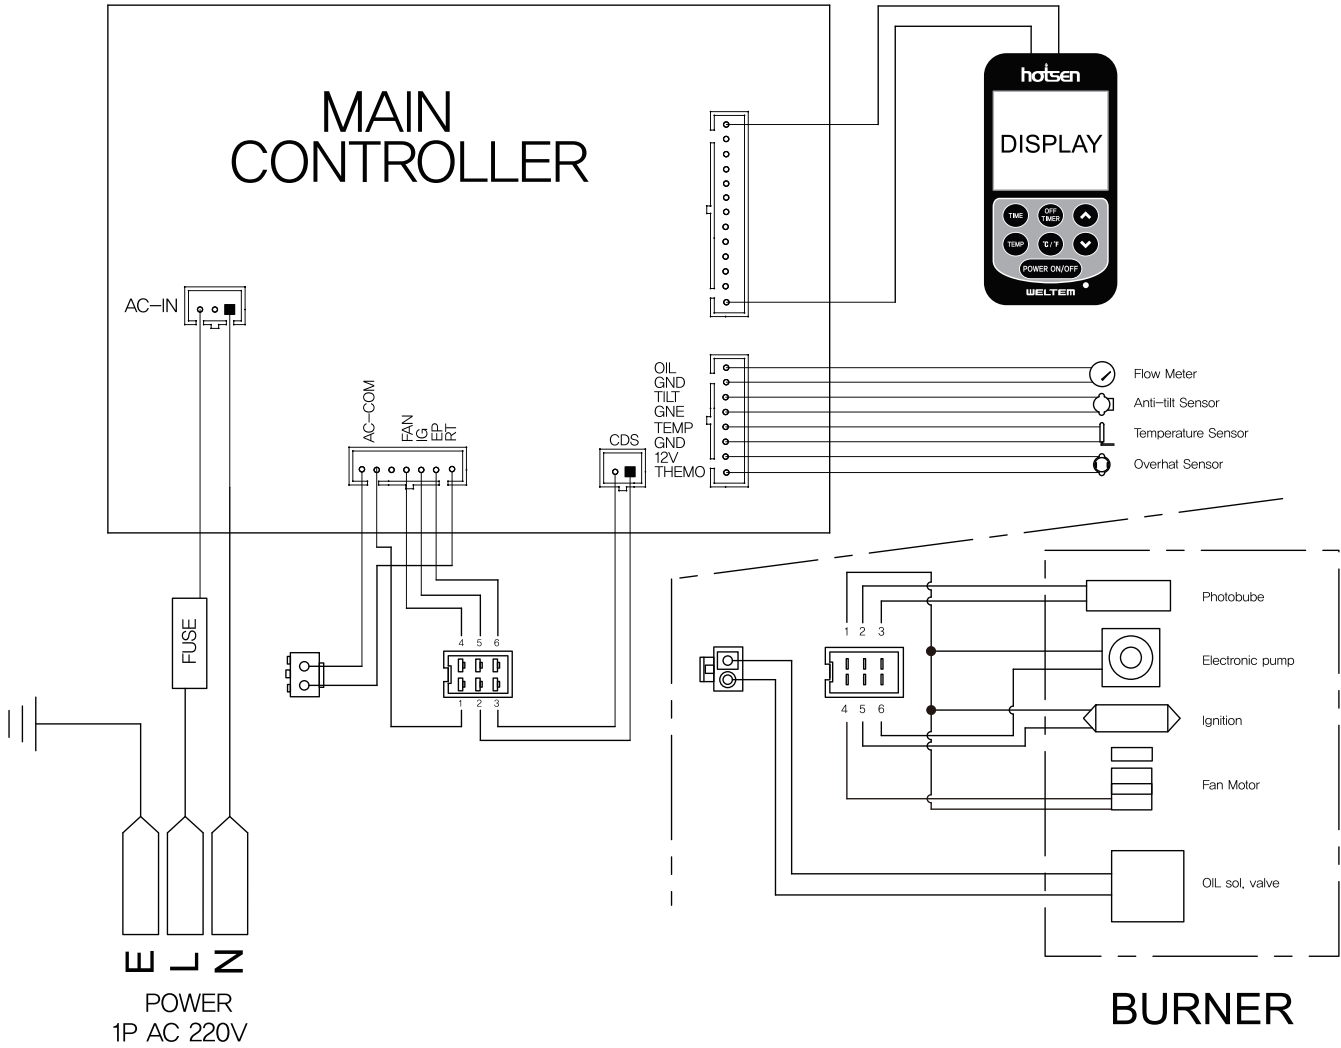 MAIN
CONTROLLER
hotsen
DISPLAY
TIME
OFF
TIMER
TEMP
℃ / ℉
POWER ON/OFF
WELTEM
AC-IN
AC-COM
FAN
IG
EP
RT
CDS
OIL
GND
TILT
GNE
TEMP
GND
12V
THEMO
Flow Meter
Anti-tilt Sensor
Temperature Sensor
Overhat Sensor
FUSE
4 5 6
1 2 3
1 2 3
4 5 6
Photobube
Electronic pump
Ignition
Fan Motor
OIL sol, valve
E L N
POWER
1P AC 220V
BURNER